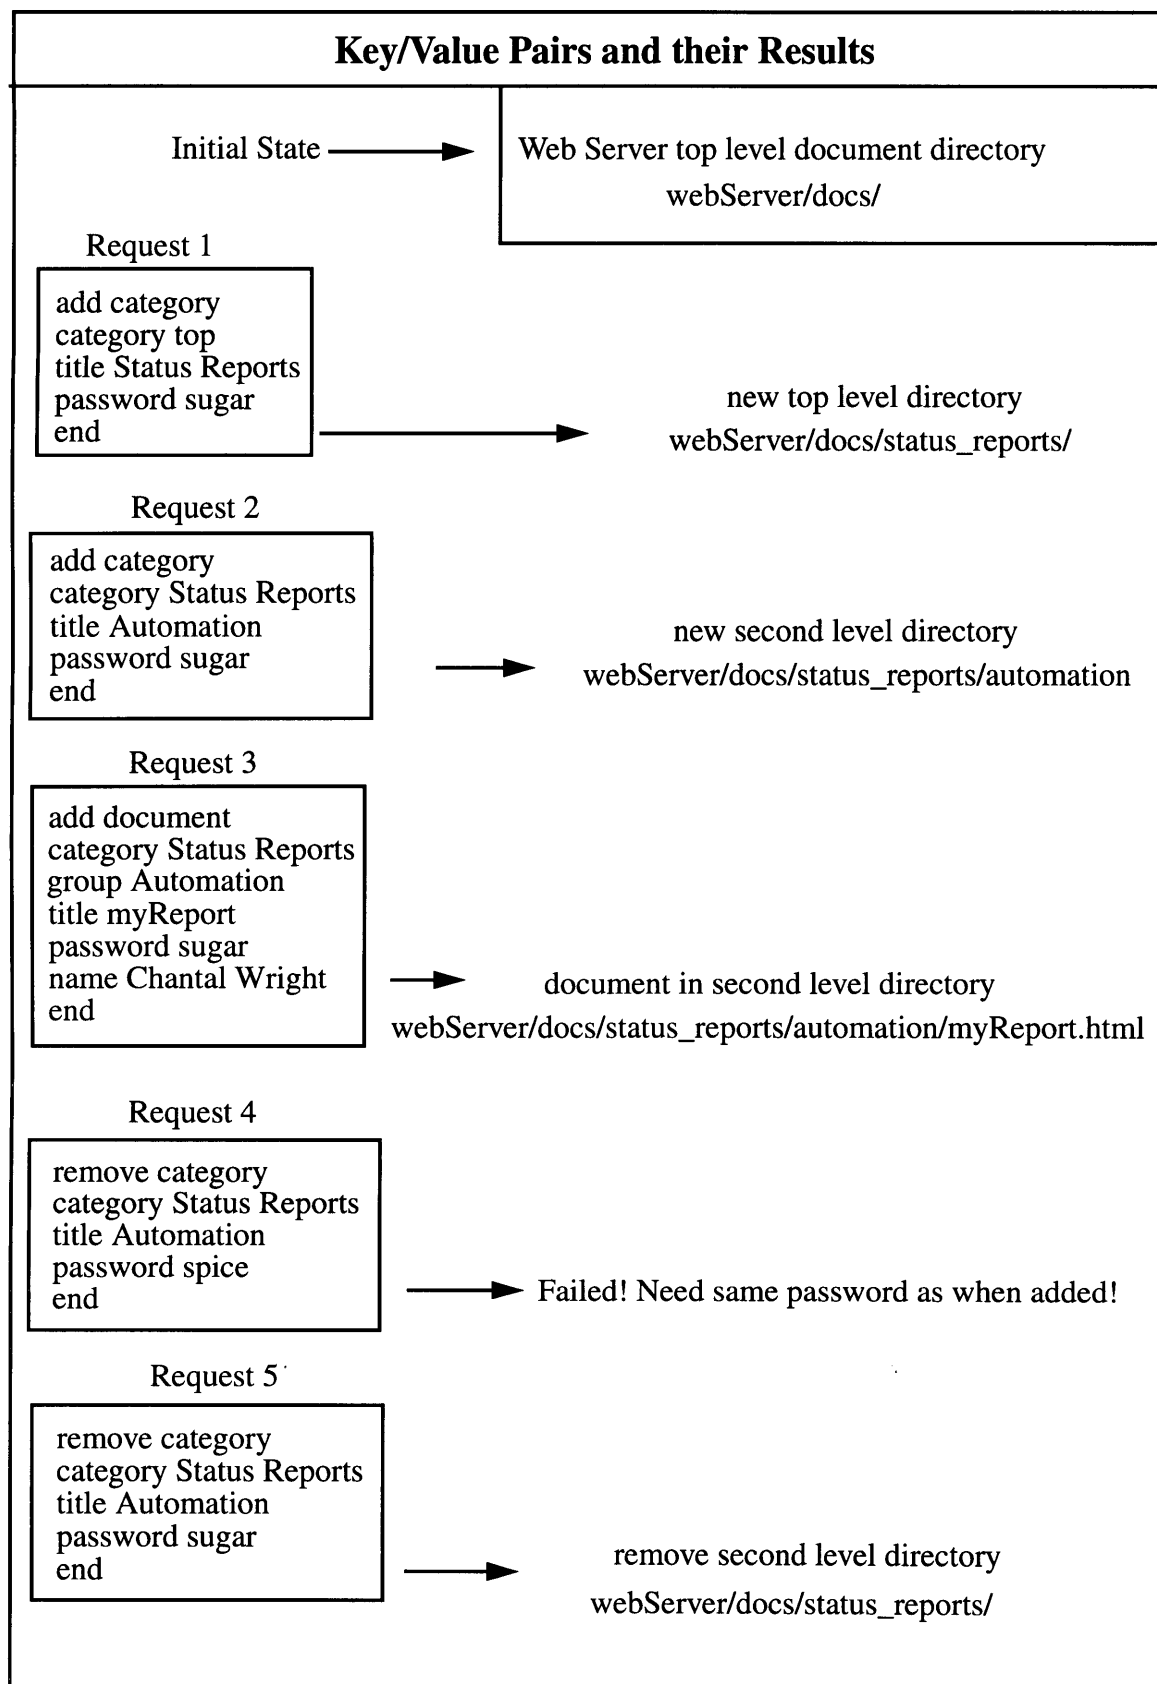 Key/Value Pairs and their Results
Initial State
Web Server top level document directory
webServer/docs/
Request 1
add category
category top
title Status Reports
password sugar
end
new top level directory
webServer/docs/status_reports/
Request 2
add category
category Status Reports
title Automation
password sugar
end
new second level directory
webServer/docs/status_reports/automation
Request 3
add document
category Status Reports
group Automation
title myReport
password sugar
name Chantal Wright
end
document in second level directory
webServer/docs/status_reports/automation/myReport.html
Request 4
remove category
category Status Reports
title Automation
password spice
end
Failed! Need same password as when added!
Request 5
remove category
category Status Reports
title Automation
password sugar
end
remove second level directory
webServer/docs/status_reports/